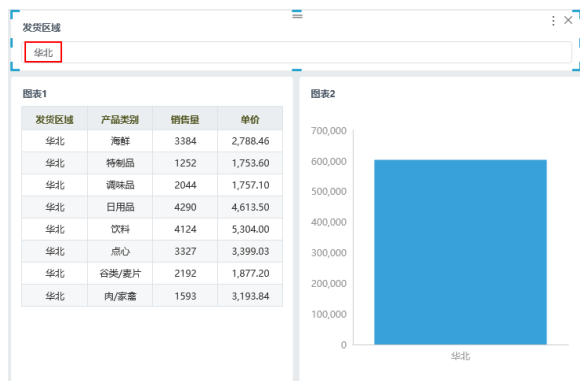 发货区域
华北
图表1
发货区域 产品类别 销售量 单价
华北 海鲜 3384 2,788.46
华北 特制品 1252 1,753.60
华北 调味品 2044 1,757.10
华北 日用品 4290 4,613.50
华北 饮料 4124 5,304.00
华北 点心 3327 3,399.03
华北 谷类/麦片 2192 1,877.20
华北 肉/家禽 1593 3,193.84
图表2
700,000
600,000
500,000
400,000
300,000
200,000
100,000
0
华北